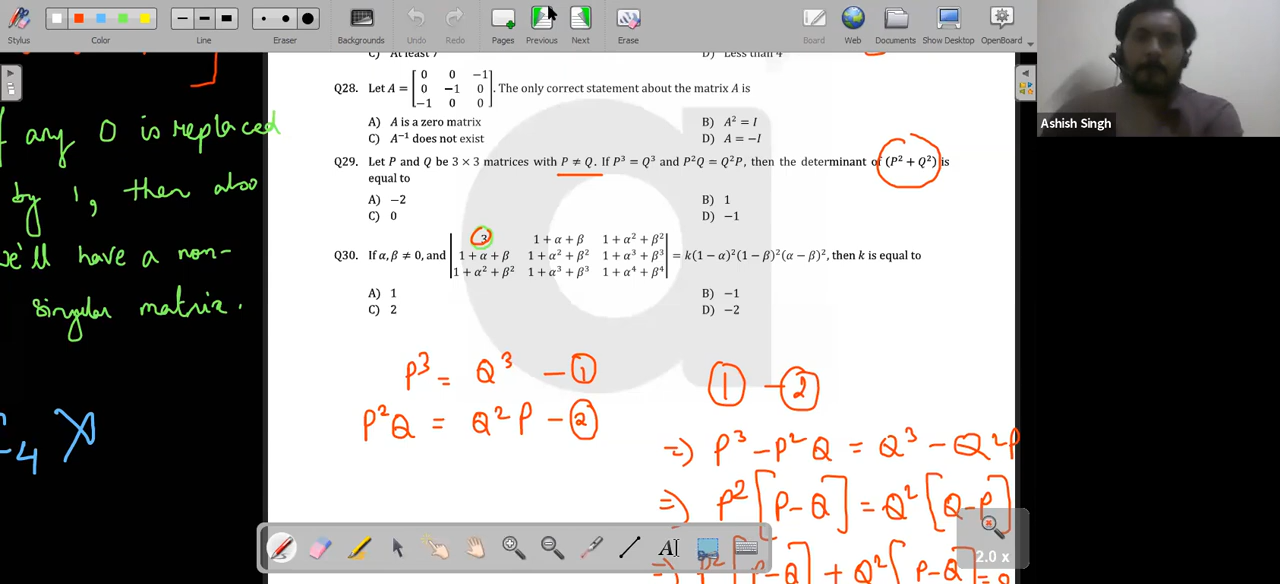 Stylus Color Line Eraser Backgrounds Undo Redo Pages Previous Next Erase Board Web Documents Show Desktop OpenBoard
Ashish Singh
C) At least 7 D) Less than 4
Q28. Let A = [0 0 −1; 0 −1 0; −1 0 0]. The only correct statement about the matrix A is
A) A is a zero matrix B) A² = I
C) A⁻¹ does not exist D) A = −I
Q29. Let P and Q be 3 × 3 matrices with P ≠ Q. If P³ = Q³ and P²Q = Q²P, then the determinant of (P² + Q²) is
equal to
A) −2 B) 1
C) 0 D) −1
Q30. If α, β ≠ 0, and |3 1 + α + β 1 + α² + β²; 1 + α + β 1 + α² + β² 1 + α³ + β³; 1 + α² + β² 1 + α³ + β³ 1 + α⁴ + β⁴| = k(1 − α)²(1 − β)²(α − β)², then k is equal to
A) 1 B) −1
C) 2 D) −2
any 0 is replaced
by 1, then also
we'll have a non-
singular matrix.
4
P³ = Q³ — ①
P²Q = Q²P — ②
① − ②
⇒) P³ − P²Q = Q³ − Q²P
⇒) P² [P − Q] = Q² [Q − P]
P² [P − Q] + Q² [P − Q] = 0
2.0 x